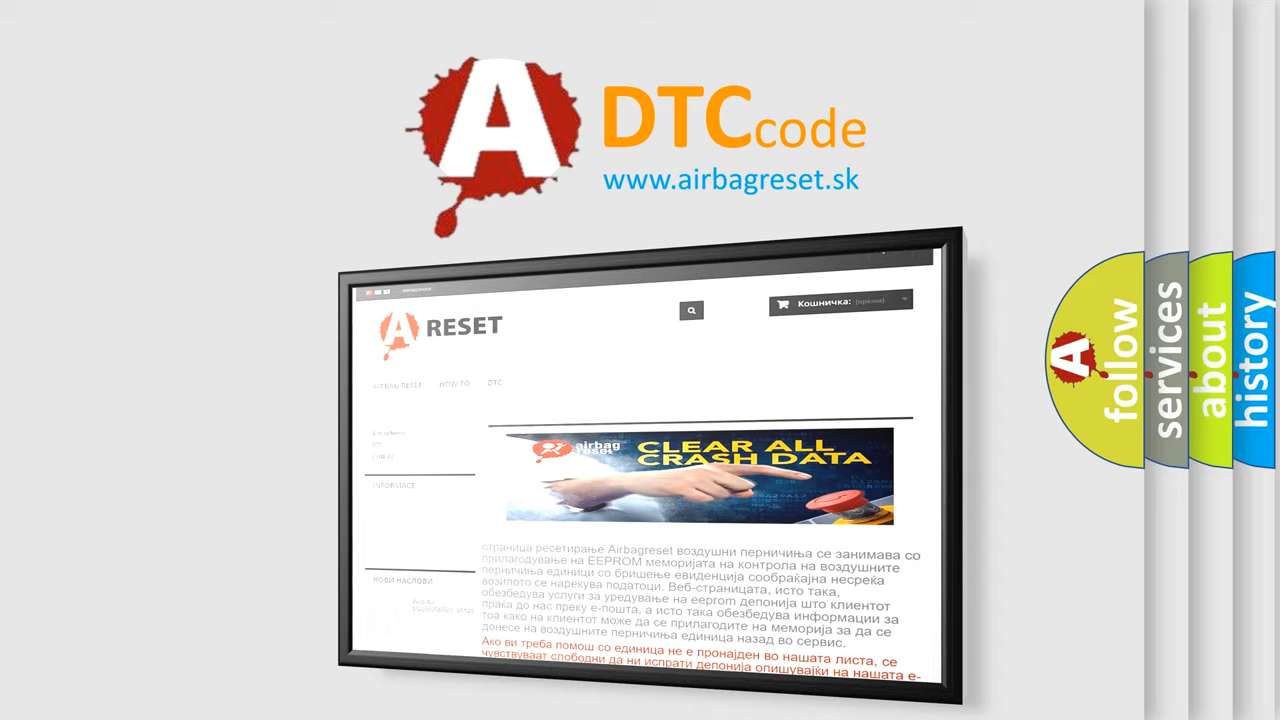 A
DTCcode
www.airbagreset.sk
A RESET
Кошничка: (празна)
AIRBAG RESET HOW TO DTC
INFORMACE
airbag reset
CLEAR ALL
CRASH DATA
страница ресетирање Airbagreset воздушни перничиња се занимава со
прилагодување на EEPROM меморијата на контрола на воздушните
перничиња единици со бришење евиденција сообраќајна несреќа
возилото се нарекува податоци. Веб-страницата, исто така,
обезбедува услуги за уредување на eeprom депонија што клиентот
праќа до нас преку е-пошта, а исто така обезбедува информации за
тоа како на клиентот може да се прилагодите на меморија за да се
донесе на воздушните перничиња единица назад во сервис.
Ако ви треба помош со единица не е пронајден во нашата листа, се
чувствуваат слободни да ни испрати депонија опишувајќи на нашата е-
НОВИ НАСЛОВИ
A
follow
services
about
history